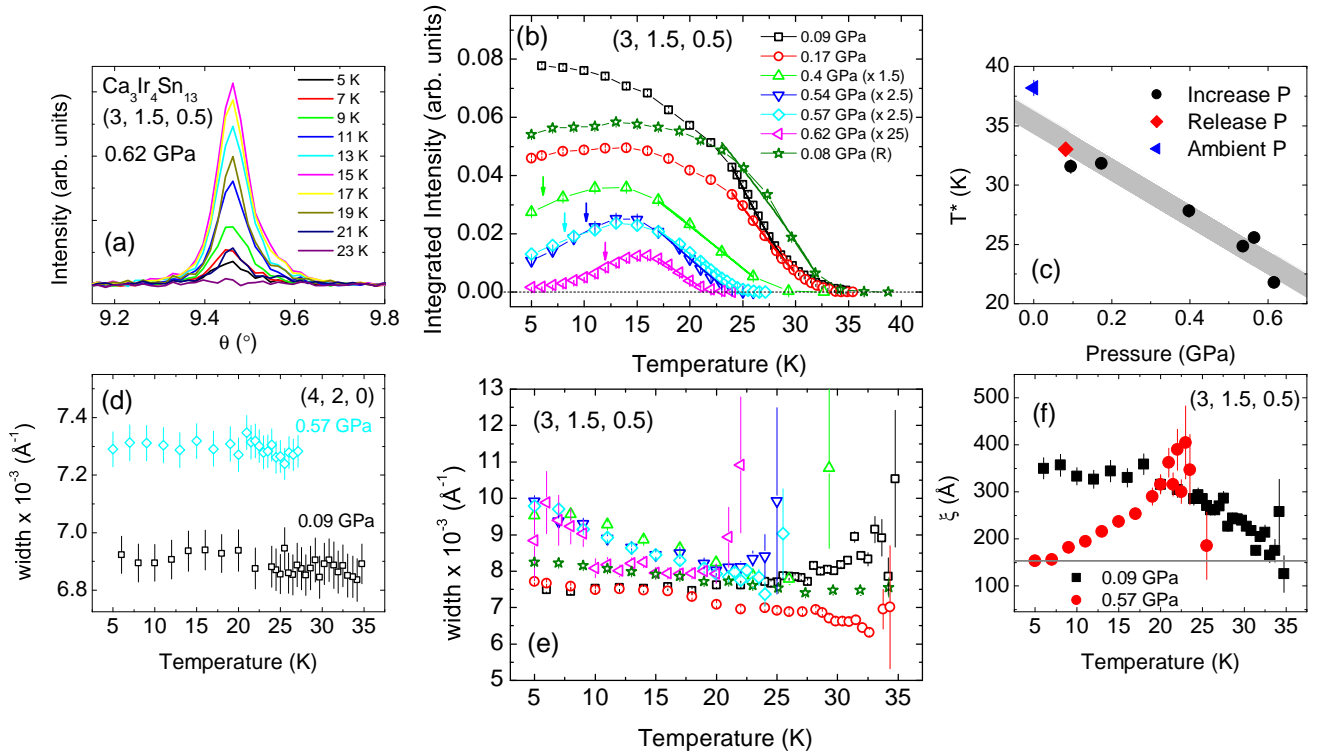 (a)
Ca3Ir4Sn13
(3, 1.5, 0.5)
0.62 GPa
5 K
7 K
9 K
11 K
13 K
15 K
17 K
19 K
21 K
23 K
Intensity (arb. units)
9.2 9.4 9.6 9.8
θ (°)
(b)
(3, 1.5, 0.5)
0.09 GPa
0.17 GPa
0.4 GPa (x 1.5)
0.54 GPa (x 2.5)
0.57 GPa (x 2.5)
0.62 GPa (x 25)
0.08 GPa (R)
Integrated Intensity (arb. units)
0.08
0.06
0.04
0.02
0.00
5 10 15 20 25 30 35 40
Temperature (K)
(c)
Increase P
Release P
Ambient P
T* (K)
40
35
30
25
20
0.0 0.2 0.4 0.6
Pressure (GPa)
(d)
(4, 2, 0)
0.57 GPa
0.09 GPa
width x 10-3 (Å-1)
7.4
7.2
7.0
6.8
5 10 15 20 25 30 35
Temperature (K)
(e)
(3, 1.5, 0.5)
width x 10-3 (Å-1)
13
12
11
10
9
8
7
6
5
5 10 15 20 25 30 35
Temperature (K)
(f)
(3, 1.5, 0.5)
0.09 GPa
0.57 GPa
ξ (Å)
500
400
300
200
100
5 10 15 20 25 30 35
Temperature (K)